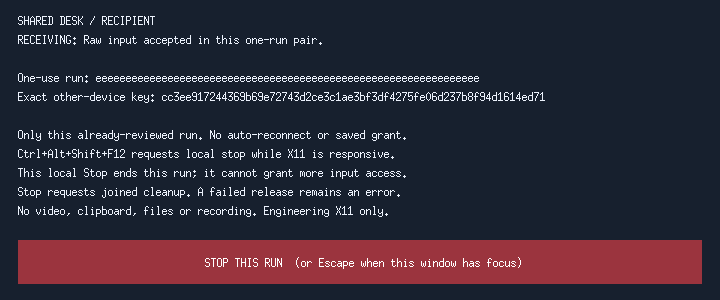 SHARED DESK / RECIPIENT
RECEIVING: Raw input accepted in this one-run pair.
One-use run: eeeeeeeeeeeeeeeeeeeeeeeeeeeeeeeeeeeeeeeeeeeeeeeeeeeeeeeeeeeeeeee
Exact other-device key: cc3ee917244369b69e72743d2ce3c1ae3bf3df4275fe06d237b8f94d1614ed71
Only this already-reviewed run. No auto-reconnect or saved grant.
Ctrl+Alt+Shift+F12 requests local stop while X11 is responsive.
This local Stop ends this run; it cannot grant more input access.
Stop requests joined cleanup. A failed release remains an error.
No video, clipboard, files or recording. Engineering X11 only.
STOP THIS RUN (or Escape when this window has focus)